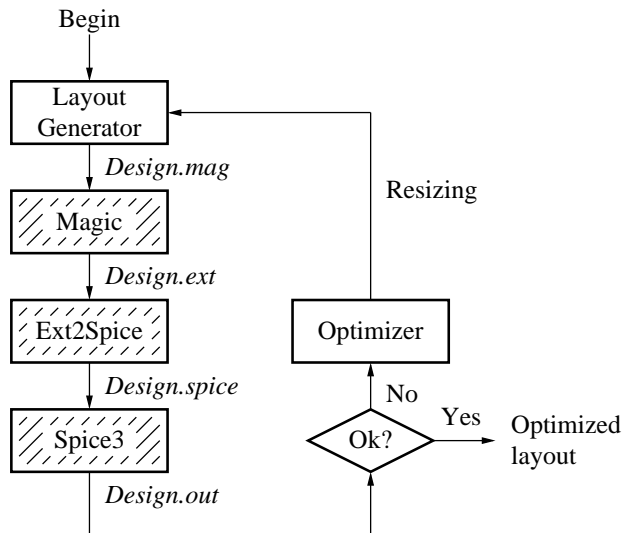 Begin
Layout
Generator
Design.mag
Magic
Resizing
Design.ext
Ext2Spice
Optimizer
Design.spice
No
Yes
Spice3
Ok?
Optimized
layout
Design.out